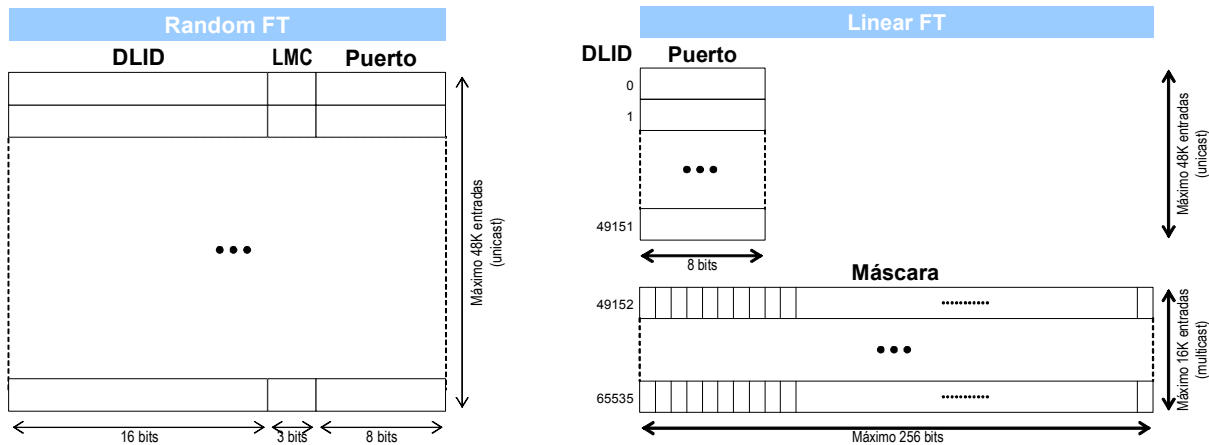 Random FT
DLID LMC Puerto
Máximo 48K entradas
(unicast)
16 bits 3 bits 8 bits
Linear FT
DLID Puerto
0
1
49151
8 bits
Máximo 48K entradas
(unicast)
Máscara
49152
65535
Máximo 256 bits
Máximo 16K entradas
(multicast)